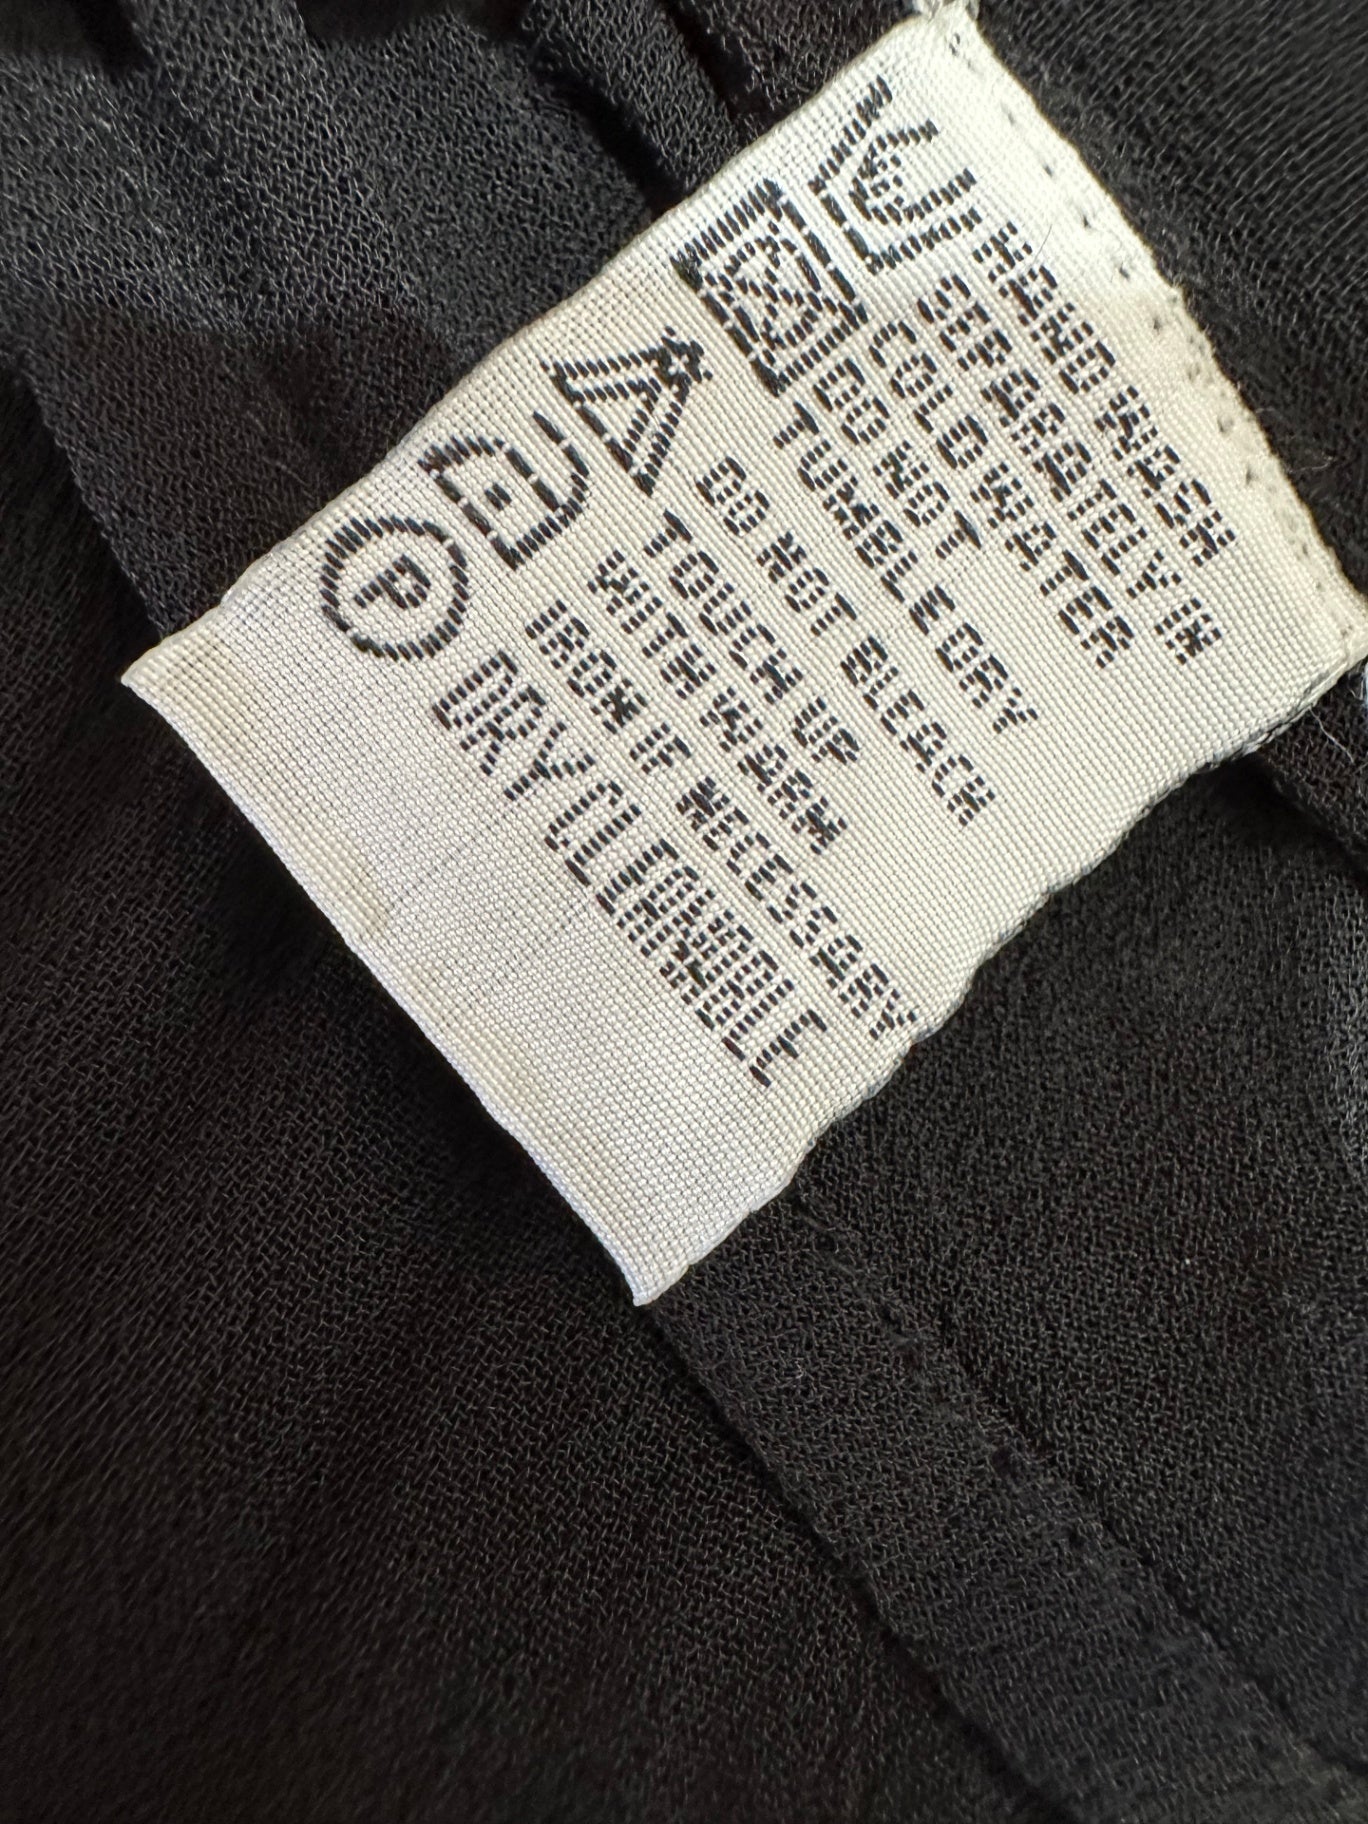 HAND WASH
SEPARATELY IN
COLD WATER
DO NOT
TUMBLE DRY
DO NOT BLEACH
TOUCH UP
WITH WARM
IRON IF NECESSARY
P DRY CLEANABLE